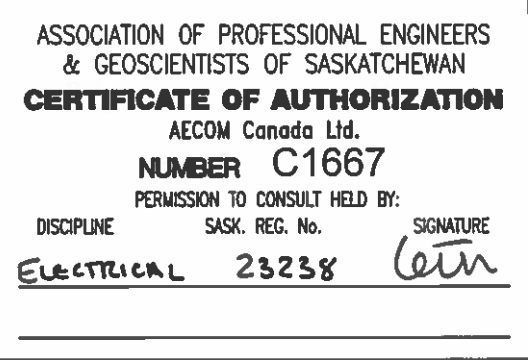 ASSOCIATION OF PROFESSIONAL ENGINEERS
& GEOSCIENTISTS OF SASKATCHEWAN
CERTIFICATE OF AUTHORIZATION
AECOM Canada Ltd.
NUMBER C1667
PERMISSION TO CONSULT HELD BY:
DISCIPLINE SASK. REG. No. SIGNATURE
ELECTRICAL 23238